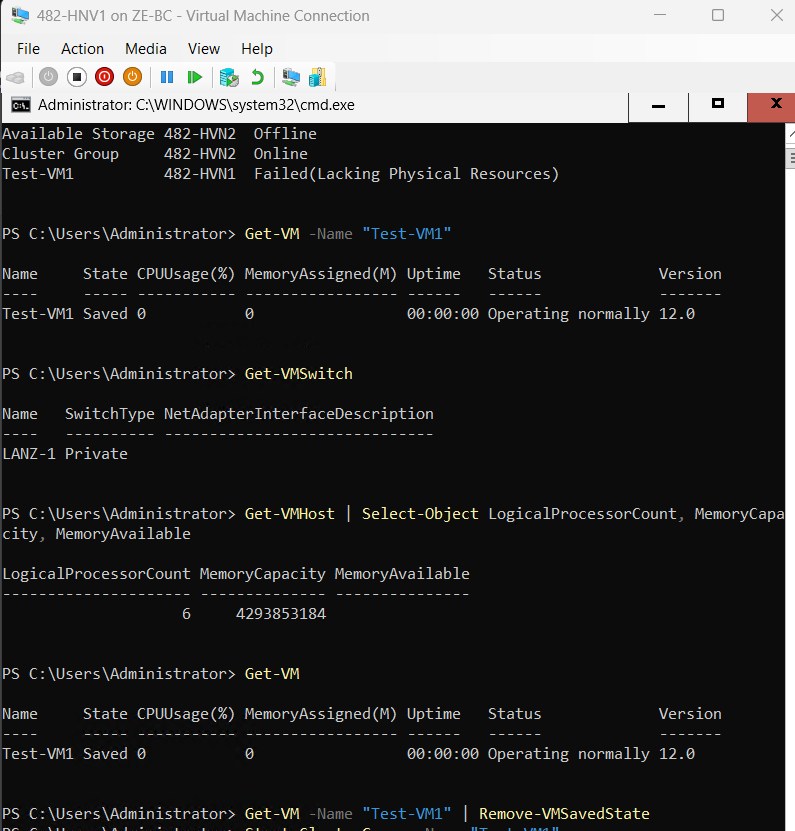 482-HNV1 on ZE-BC - Virtual Machine Connection
File Action Media View Help
Administrator: C:\WINDOWS\system32\cmd.exe
Available Storage 482-HVN2  Offline
Cluster Group     482-HVN2  Online
Test-VM1          482-HVN1  Failed(Lacking Physical Resources)
PS C:\Users\Administrator> Get-VM -Name "Test-VM1"
Name     State CPUUsage(%) MemoryAssigned(M) Uptime   Status             Version
----     ----- ----------- ----------------- ------   ------             -------
Test-VM1 Saved 0           0                 00:00:00 Operating normally 12.0
PS C:\Users\Administrator> Get-VMSwitch
Name   SwitchType NetAdapterInterfaceDescription
----   ---------- ------------------------------
LANZ-1 Private
PS C:\Users\Administrator> Get-VMHost | Select-Object LogicalProcessorCount, MemoryCapa
city, MemoryAvailable
LogicalProcessorCount MemoryCapacity MemoryAvailable
--------------------- -------------- ---------------
                    6     4293853184
PS C:\Users\Administrator> Get-VM
Name     State CPUUsage(%) MemoryAssigned(M) Uptime   Status             Version
----     ----- ----------- ----------------- ------   ------             -------
Test-VM1 Saved 0           0                 00:00:00 Operating normally 12.0
PS C:\Users\Administrator> Get-VM -Name "Test-VM1" | Remove-VMSavedState
PS C:\Users\Administrator> "Test-VM1"